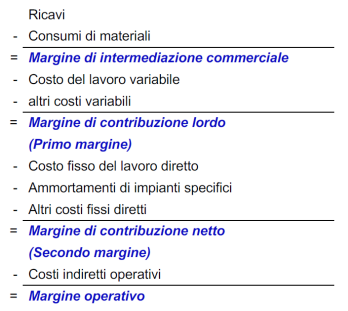 Ricavi
- Consumi di materiali
= Margine di intermediazione commerciale
- Costo del lavoro variabile
- altri costi variabili
= Margine di contribuzione lordo
(Primo margine)
- Costo fisso del lavoro diretto
- Ammortamenti di impianti specifici
- Altri costi fissi diretti
= Margine di contribuzione netto
(Secondo margine)
- Costi indiretti operativi
= Margine operativo